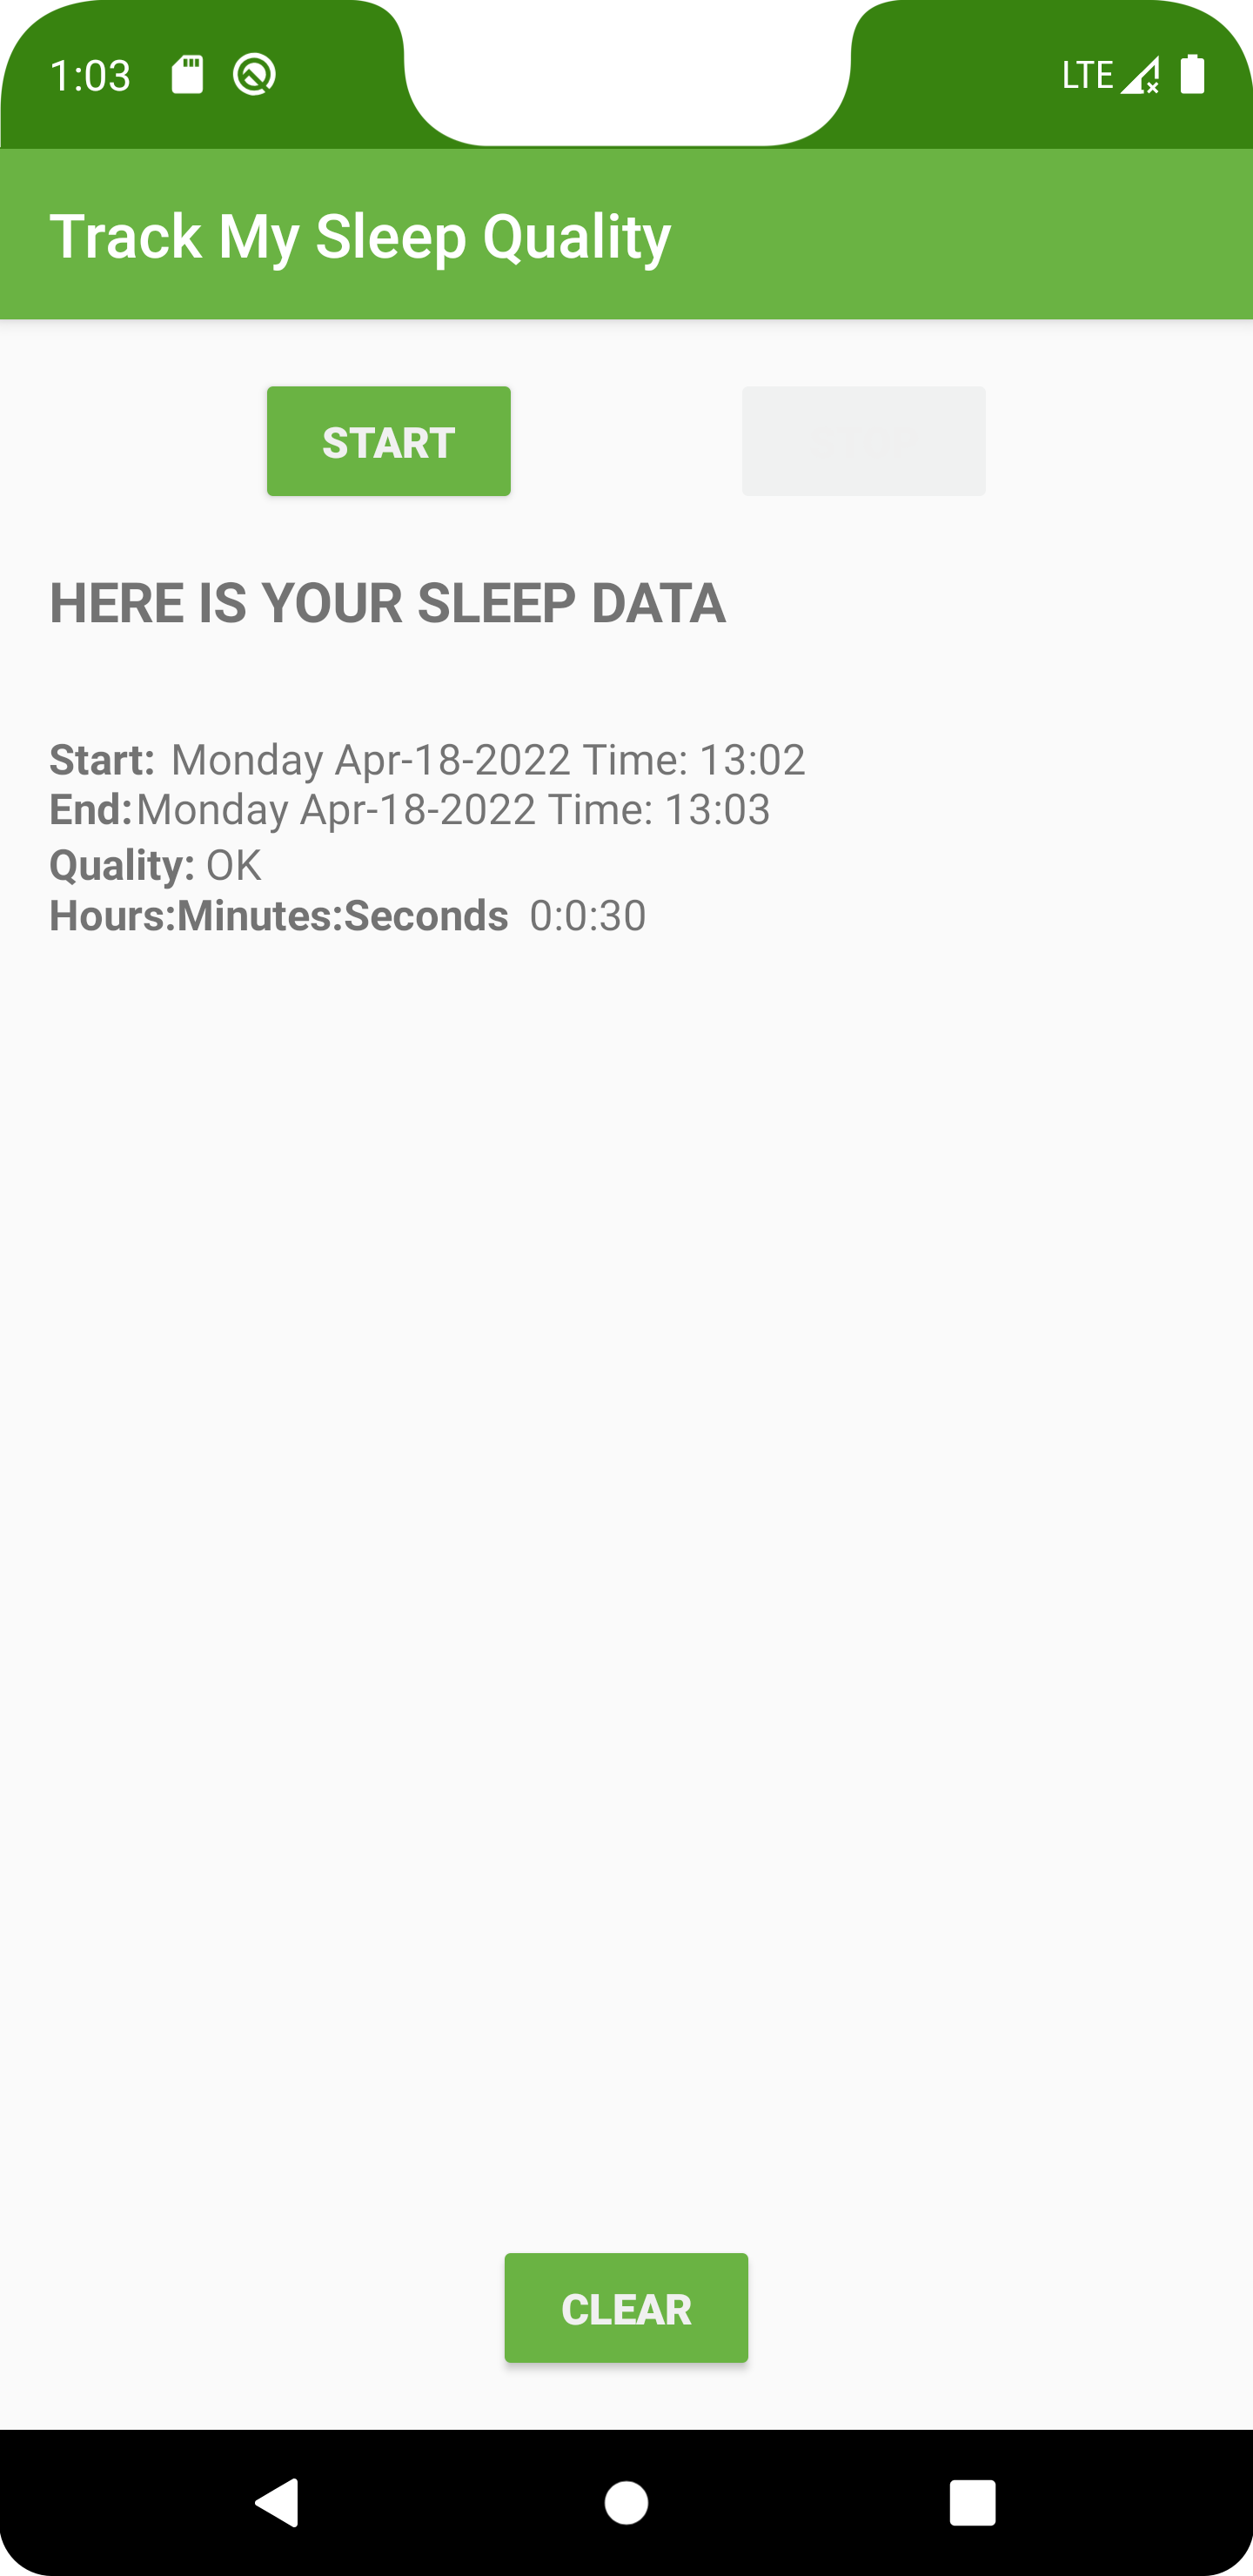 1:03 LTE
Track My Sleep Quality
START
HERE IS YOUR SLEEP DATA
Start: Monday Apr-18-2022 Time: 13:02
End:Monday Apr-18-2022 Time: 13:03
Quality: OK
Hours:Minutes:Seconds 0:0:30
CLEAR